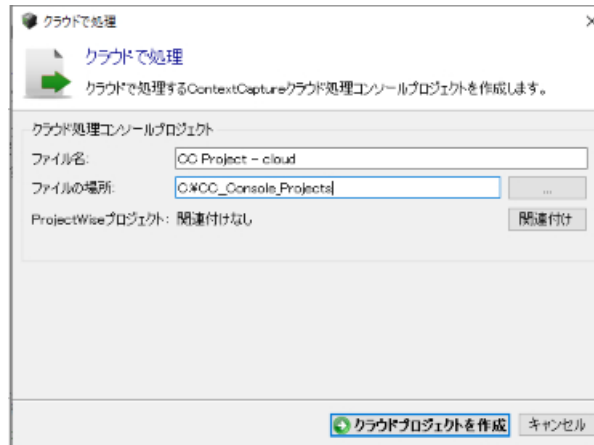 クラウドで処理
クラウドで処理
クラウドで処理するContextCaptureクラウド処理コンソールプロジェクトを作成します。
クラウド処理コンソールプロジェクト
ファイル名: CC Project - cloud
ファイルの場所: C:¥CC_Console_Projects ...
ProjectWiseプロジェクト: 関連付けなし 関連付け
クラウドプロジェクトを作成 キャンセル